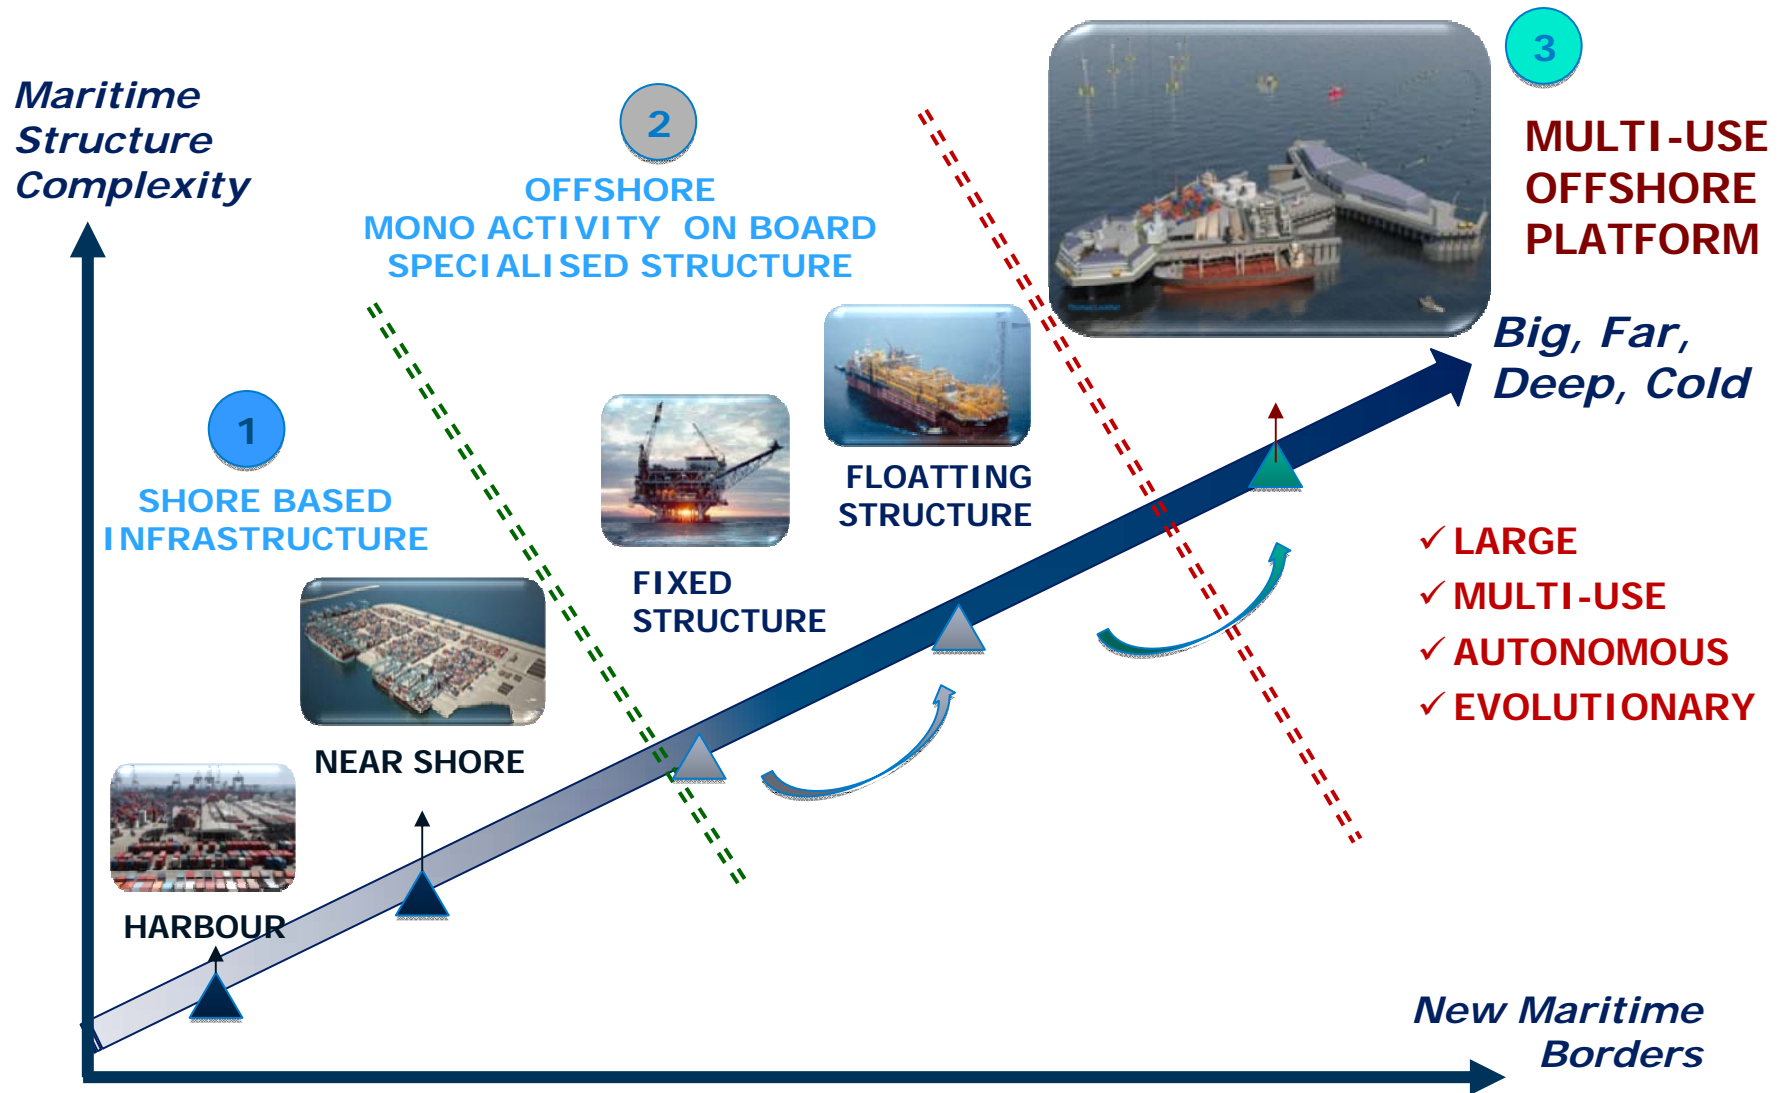 Maritime
Structure
Complexity
1
SHORE BASED
INFRASTRUCTURE
HARBOUR
NEAR SHORE
2
OFFSHORE
MONO ACTIVITY ON BOARD
SPECIALISED STRUCTURE
FIXED
STRUCTURE
FLOATTING
STRUCTURE
3
MULTI-USE
OFFSHORE
PLATFORM
Big, Far,
Deep, Cold
✓ LARGE
✓ MULTI-USE
✓ AUTONOMOUS
✓ EVOLUTIONARY
New Maritime
Borders